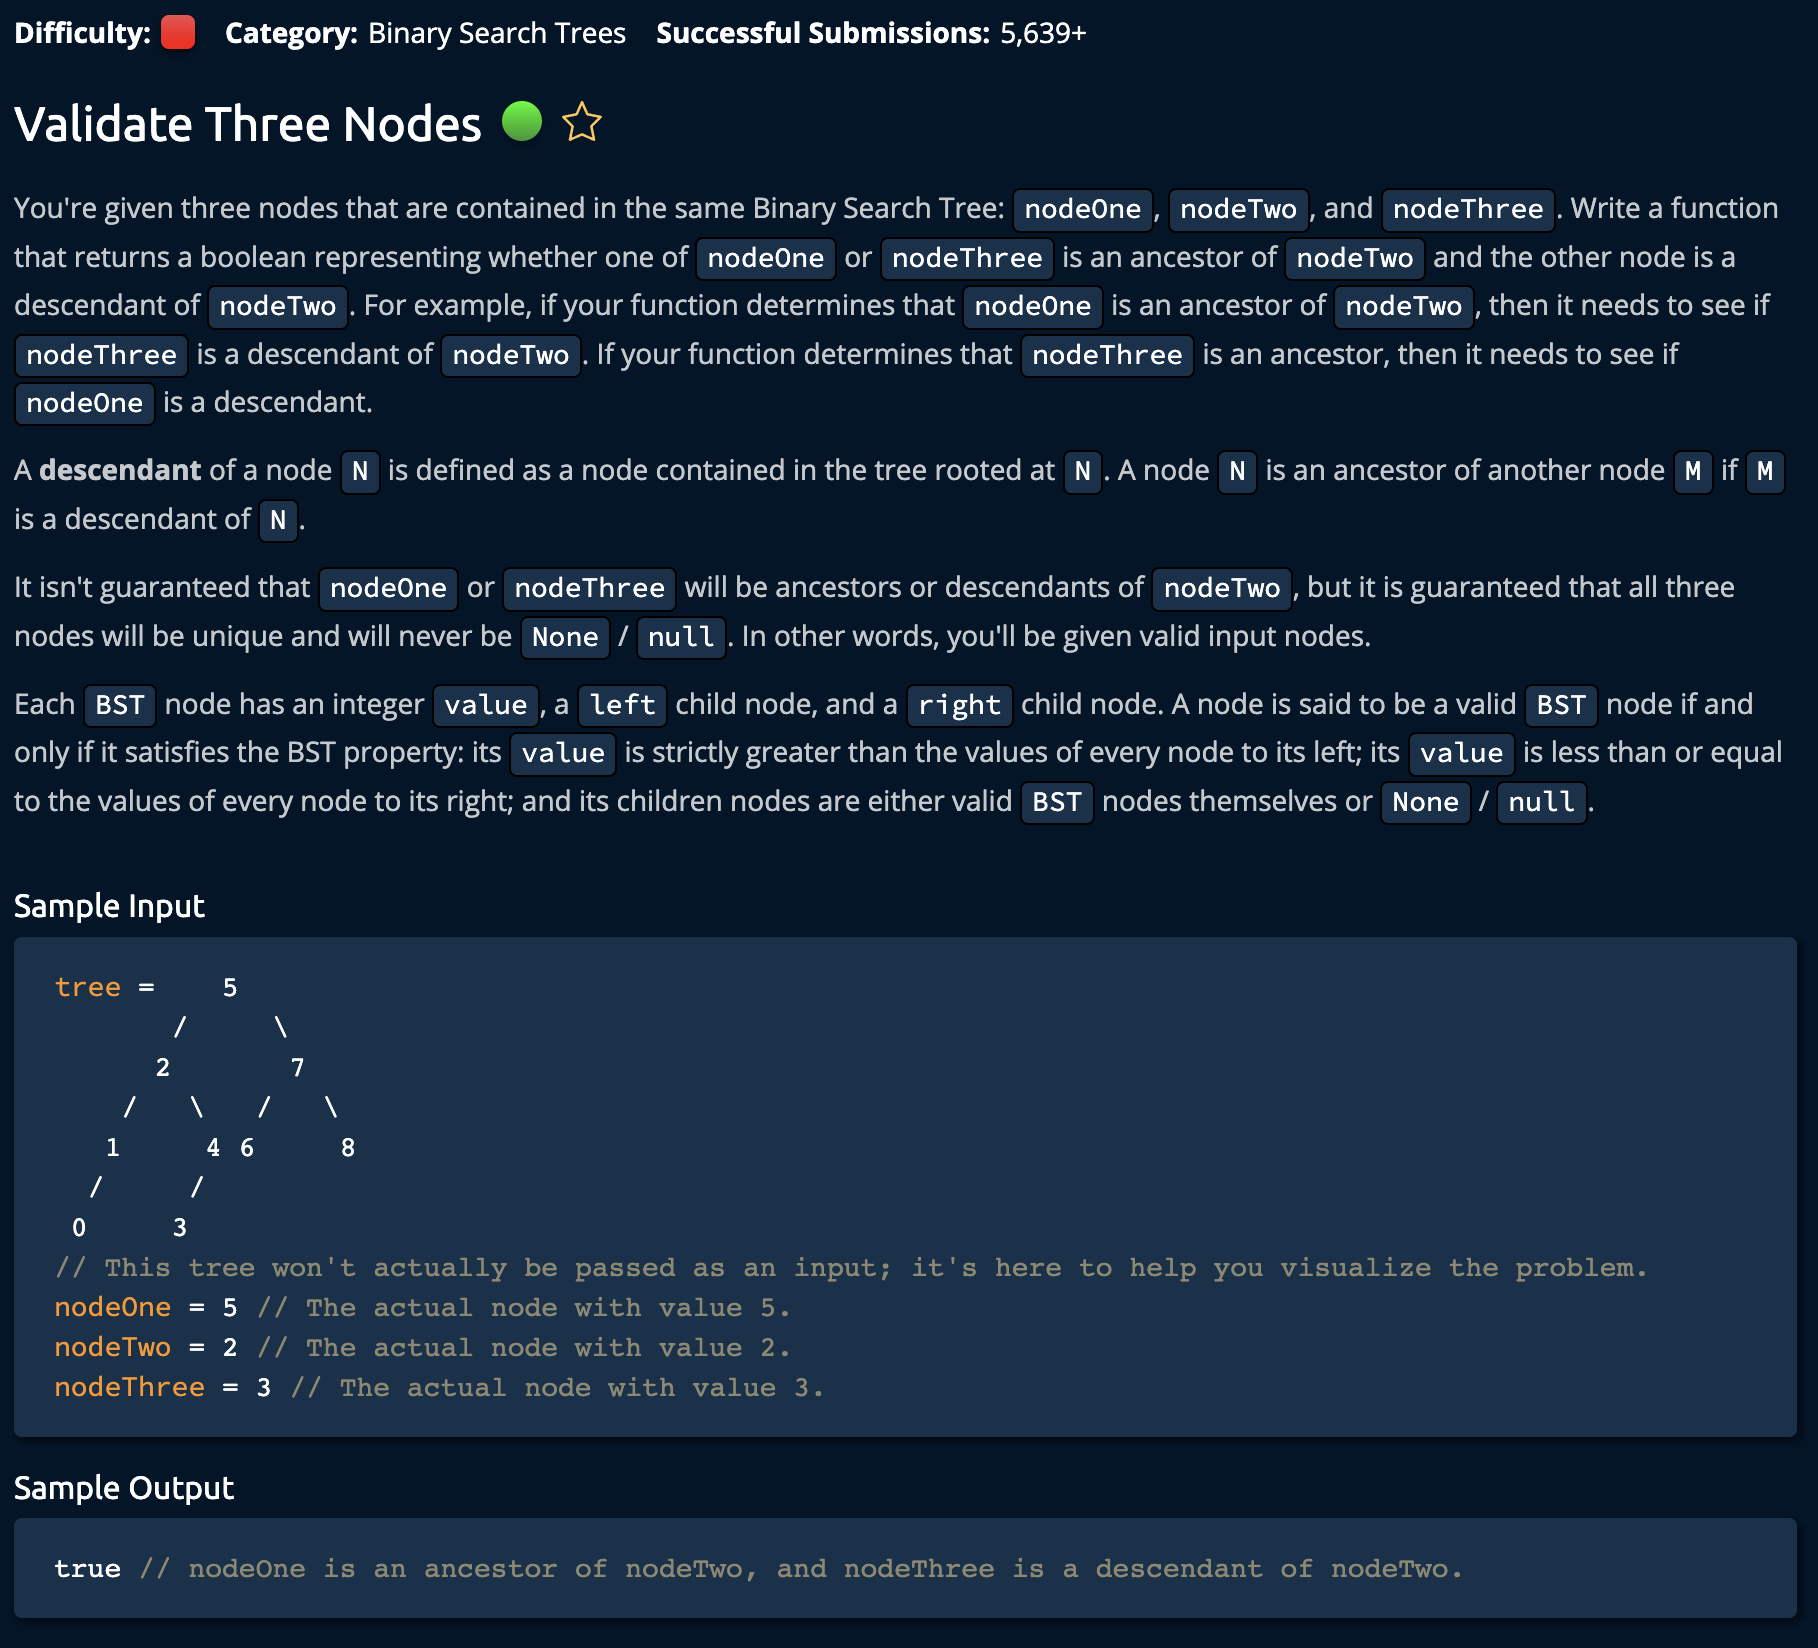 Difficulty: Category: Binary Search Trees Successful Submissions: 5,639+
Validate Three Nodes
You're given three nodes that are contained in the same Binary Search Tree: nodeOne, nodeTwo, and nodeThree. Write a function
that returns a boolean representing whether one of nodeOne or nodeThree is an ancestor of nodeTwo and the other node is a
descendant of nodeTwo. For example, if your function determines that nodeOne is an ancestor of nodeTwo, then it needs to see if
nodeThree is a descendant of nodeTwo. If your function determines that nodeThree is an ancestor, then it needs to see if
nodeOne is a descendant.
A descendant of a node N is defined as a node contained in the tree rooted at N. A node N is an ancestor of another node M if M
is a descendant of N.
It isn't guaranteed that nodeOne or nodeThree will be ancestors or descendants of nodeTwo, but it is guaranteed that all three
nodes will be unique and will never be None / null. In other words, you'll be given valid input nodes.
Each BST node has an integer value, a left child node, and a right child node. A node is said to be a valid BST node if and
only if it satisfies the BST property: its value is strictly greater than the values of every node to its left; its value is less than or equal
to the values of every node to its right; and its children nodes are either valid BST nodes themselves or None / null.
Sample Input
tree =    5
       /     \
      2       7
    /   \   /   \
   1     4 6     8
  /     /
 0     3
// This tree won't actually be passed as an input; it's here to help you visualize the problem.
nodeOne = 5 // The actual node with value 5.
nodeTwo = 2 // The actual node with value 2.
nodeThree = 3 // The actual node with value 3.
Sample Output
true // nodeOne is an ancestor of nodeTwo, and nodeThree is a descendant of nodeTwo.